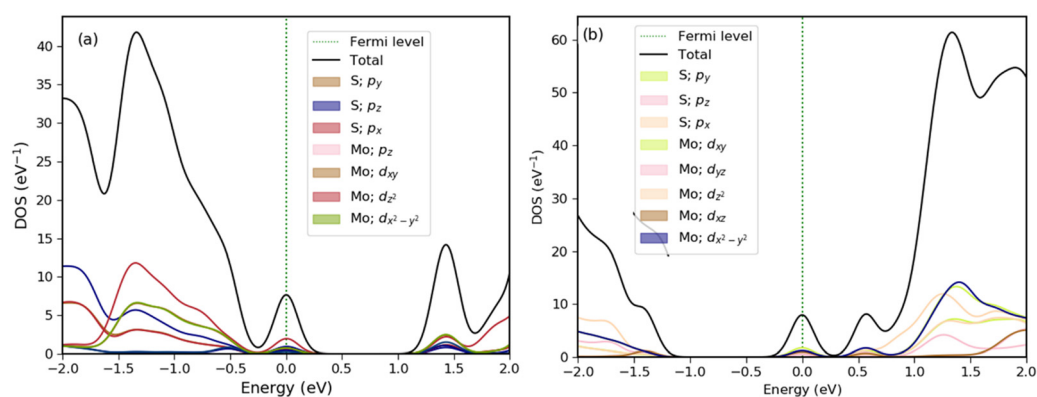 (a)
Fermi level
Total
S; p_y
S; p_z
S; p_x
Mo; p_z
Mo; d_xy
Mo; d_z²
Mo; d_x²−y²
DOS (eV⁻¹)
40
35
30
25
20
15
10
5
0
−2.0 −1.5 −1.0 −0.5 0.0 0.5 1.0 1.5 2.0
Energy (eV)
(b)
Fermi level
Total
S; p_y
S; p_z
S; p_x
Mo; d_xy
Mo; d_yz
Mo; d_z²
Mo; d_xz
Mo; d_x²−y²
DOS (eV⁻¹)
60
50
40
30
20
10
0
−2.0 −1.5 −1.0 −0.5 0.0 0.5 1.0 1.5 2.0
Energy (eV)